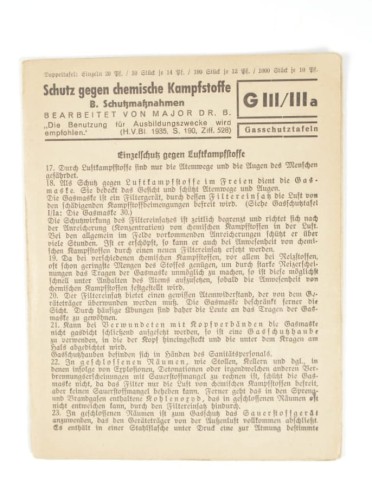 Doppeltafel: Einzeln 20 Pf. / 50 Stück je 14 Pf. / 100 Stück je 12 Pf. / 1000 Stück je 10 Pf.
Schutz gegen chemische Kampfstoffe
B. Schutzmaßnahmen
BEARBEITET VON MAJOR DR. B.
„Die Benutzung für Ausbildungszwecke wird
empfohlen.“ (H.V.Bl. 1935, S. 190, Ziff. 528)
G III/III a
Gasschutztafeln
Einzelschutz gegen Luftkampfstoffe
17. Durch Luftkampfstoffe sind nur die Atemwege und die Augen des Menschen
gefährdet.
18. Als Schutz gegen Luftkampfstoffe im Freien dient die Gas-
maske. Sie bedeckt das Gesicht und schützt Atemwege und Augen.
Die Gasmaske ist ein Filtergerät, durch dessen Filtereinsatz die Luft von
den schädigenden Kampfstoffbeimengungen befreit wird. (Siehe Gasschutztafel
Die Gasmaske 30.)
Die Schutzwirkung des Filtereinsatzes ist zeitlich begrenzt und richtet sich nach
der Anreicherung (Konzentration) von chemischen Kampfstoffen in der Luft.
Bei den allgemein im Felde vorkommenden Anreicherungen schützt er über
viele Stunden. Ist er erschöpft, so kann er auch bei Anwesenheit von chemi-
schen Kampfstoffen durch einen neuen Filtereinsatz ersetzt werden.
19. Da bei verschiedenen chemischen Kampfstoffen, vor allem bei Reizstoffen,
oft schon geringste Mengen des Stoffes genügen, um durch starke Reizerschei-
nungen das Tragen der Gasmaske unmöglich zu machen, so ist diese möglichst
schnell unter Anhalten des Atems aufzusetzen, sobald die Anwesenheit von
chemischen Kampfstoffen festgestellt wird.
20. Der Filtereinsatz bietet einen gewissen Atemwiderstand, der von dem Ge-
räteträger überwunden werden muß. Die Gasmaske beschränkt ferner die
Sicht. Durch häufige Übungen sind daher die Leute an das Tragen der Gas-
maske zu gewöhnen.
21. Kann bei Verwundeten mit Kopfverbänden die Gasmaske
nicht gasdicht schließend aufgesetzt werden, so ist eine Gasschutzhaube
zu verwenden, die in der Kopf hineingesteckt und die unter dem Kragen am
Hals abgedichtet wird.
Gasschutzhauben befinden sich in Händen des Sanitätspersonals.
22. In geschlossenen Räumen, wie Stollen, Kellern und dgl., in
denen infolge von Explosionen, Detonationen oder irgendwelchen anderen Ver-
brennungserscheinungen mit Sauerstoffmangel zu rechnen ist, schützt die Gas-
maske nicht, da das Filter nur die Luft von chemischen Kampfstoffen befreit,
aber keinen Sauerstoffmangel beheben kann. Ferner geht das in den Spreng-
und Brandgasen enthaltene Kohlenoxyd, das in geschlossenen Räumen oft
nicht entweichen kann, durch den Filtereinsatz hindurch.
23. In geschlossenen Räumen ist zum Gasschutz das Sauerstoffgerät
anzuwenden, das den Geräteträger von der Außenluft vollkommen abschließt.
Es enthält in einer Stahlflasche unter Druck eine zur Atmung bestimmte